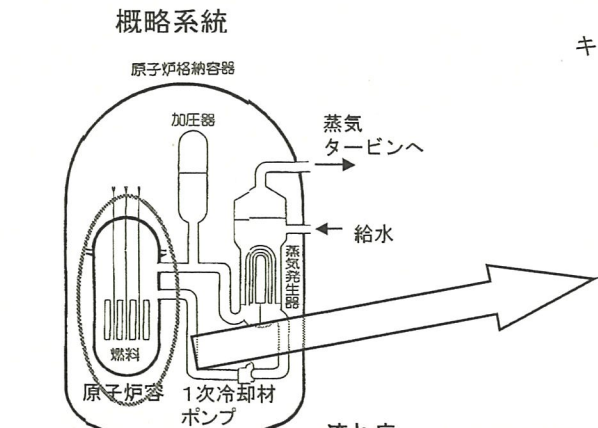 概略系統
キ
原子炉格納容器
加圧器
蒸気
タービンへ
給水
蒸気発生器
燃料
原子炉容
1次冷却材
ポンプ